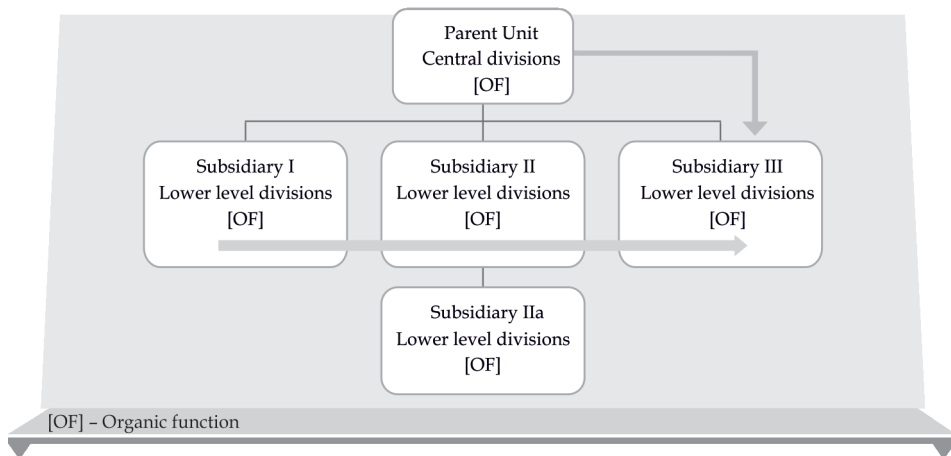 Parent Unit
Central divisions
[OF]
Subsidiary I
Lower level divisions
[OF]
Subsidiary II
Lower level divisions
[OF]
Subsidiary III
Lower level divisions
[OF]
Subsidiary IIa
Lower level divisions
[OF]
[OF] – Organic function